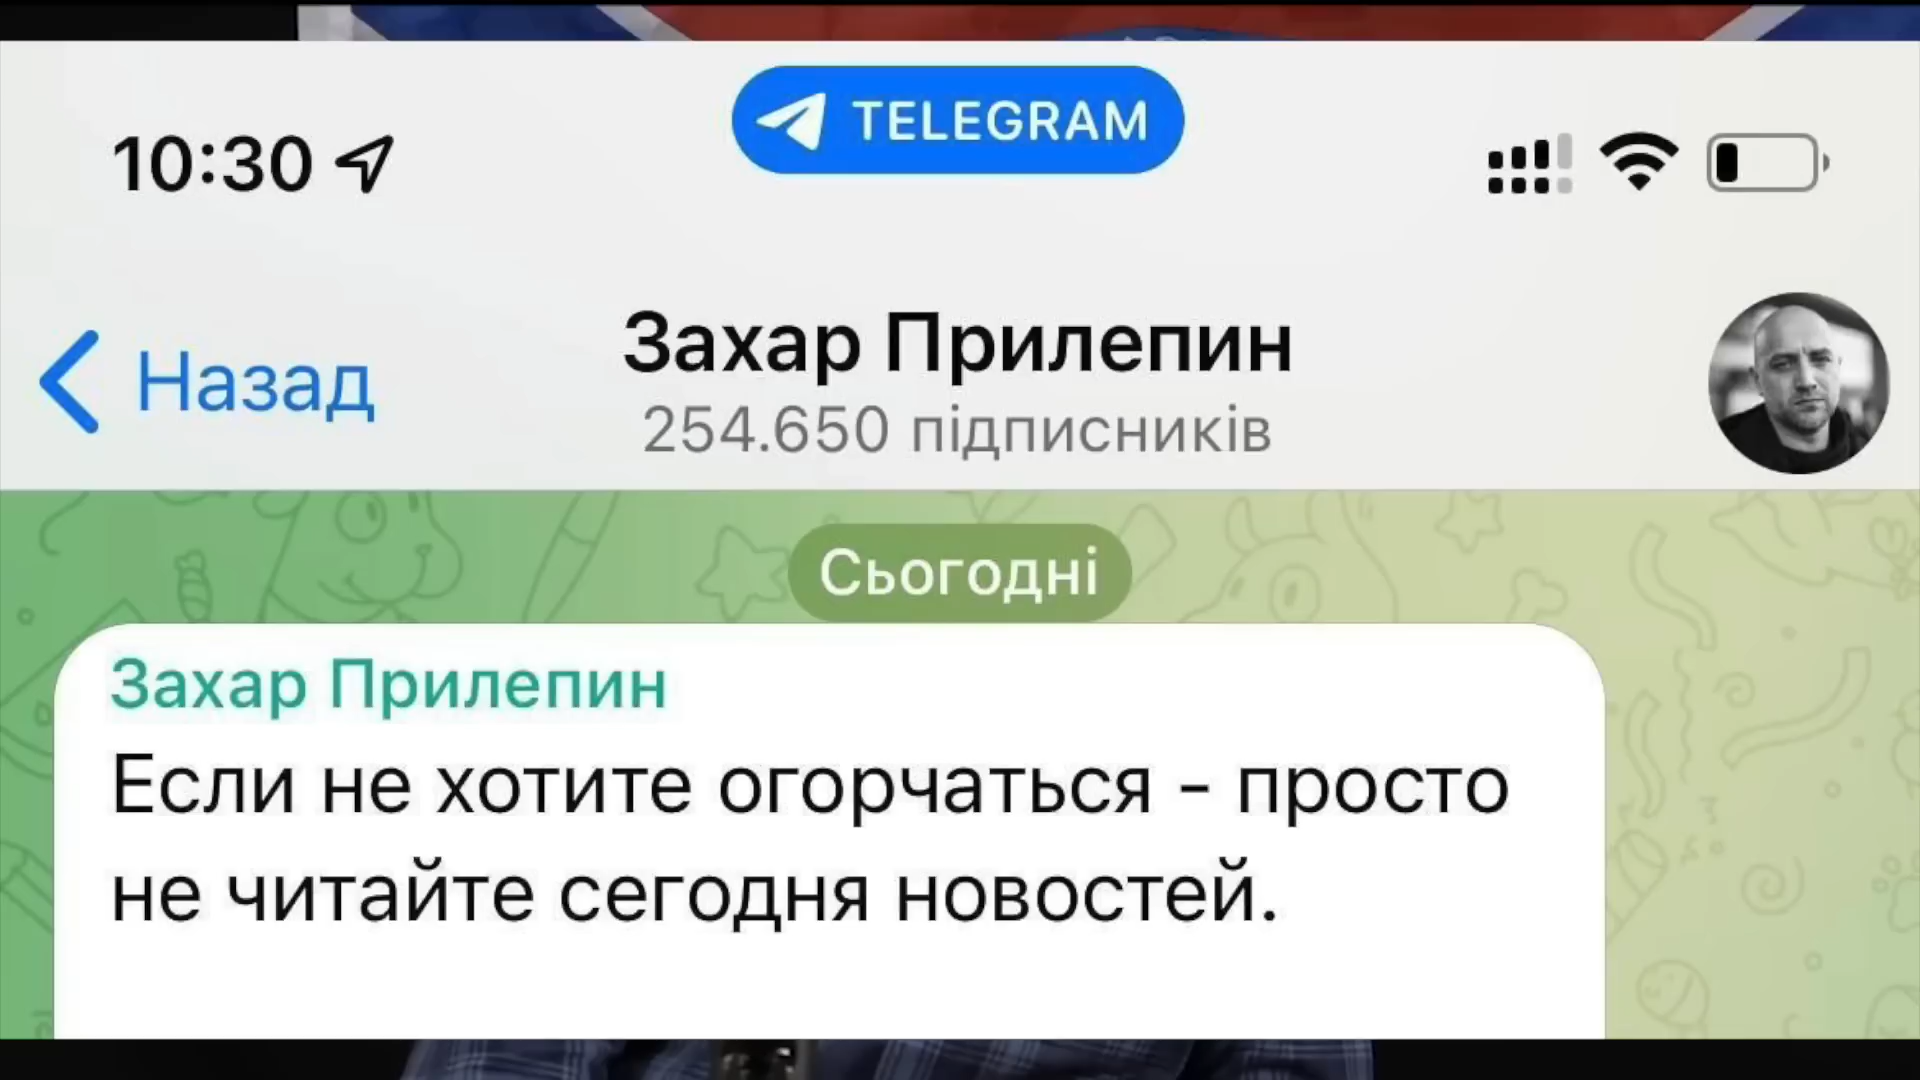 TELEGRAM
10:30
Захар Прилепин
Назад
254.650 підписників
Сьогодні
Захар Прилепин
Если не хотите огорчаться - просто
не читайте сегодня новостей.